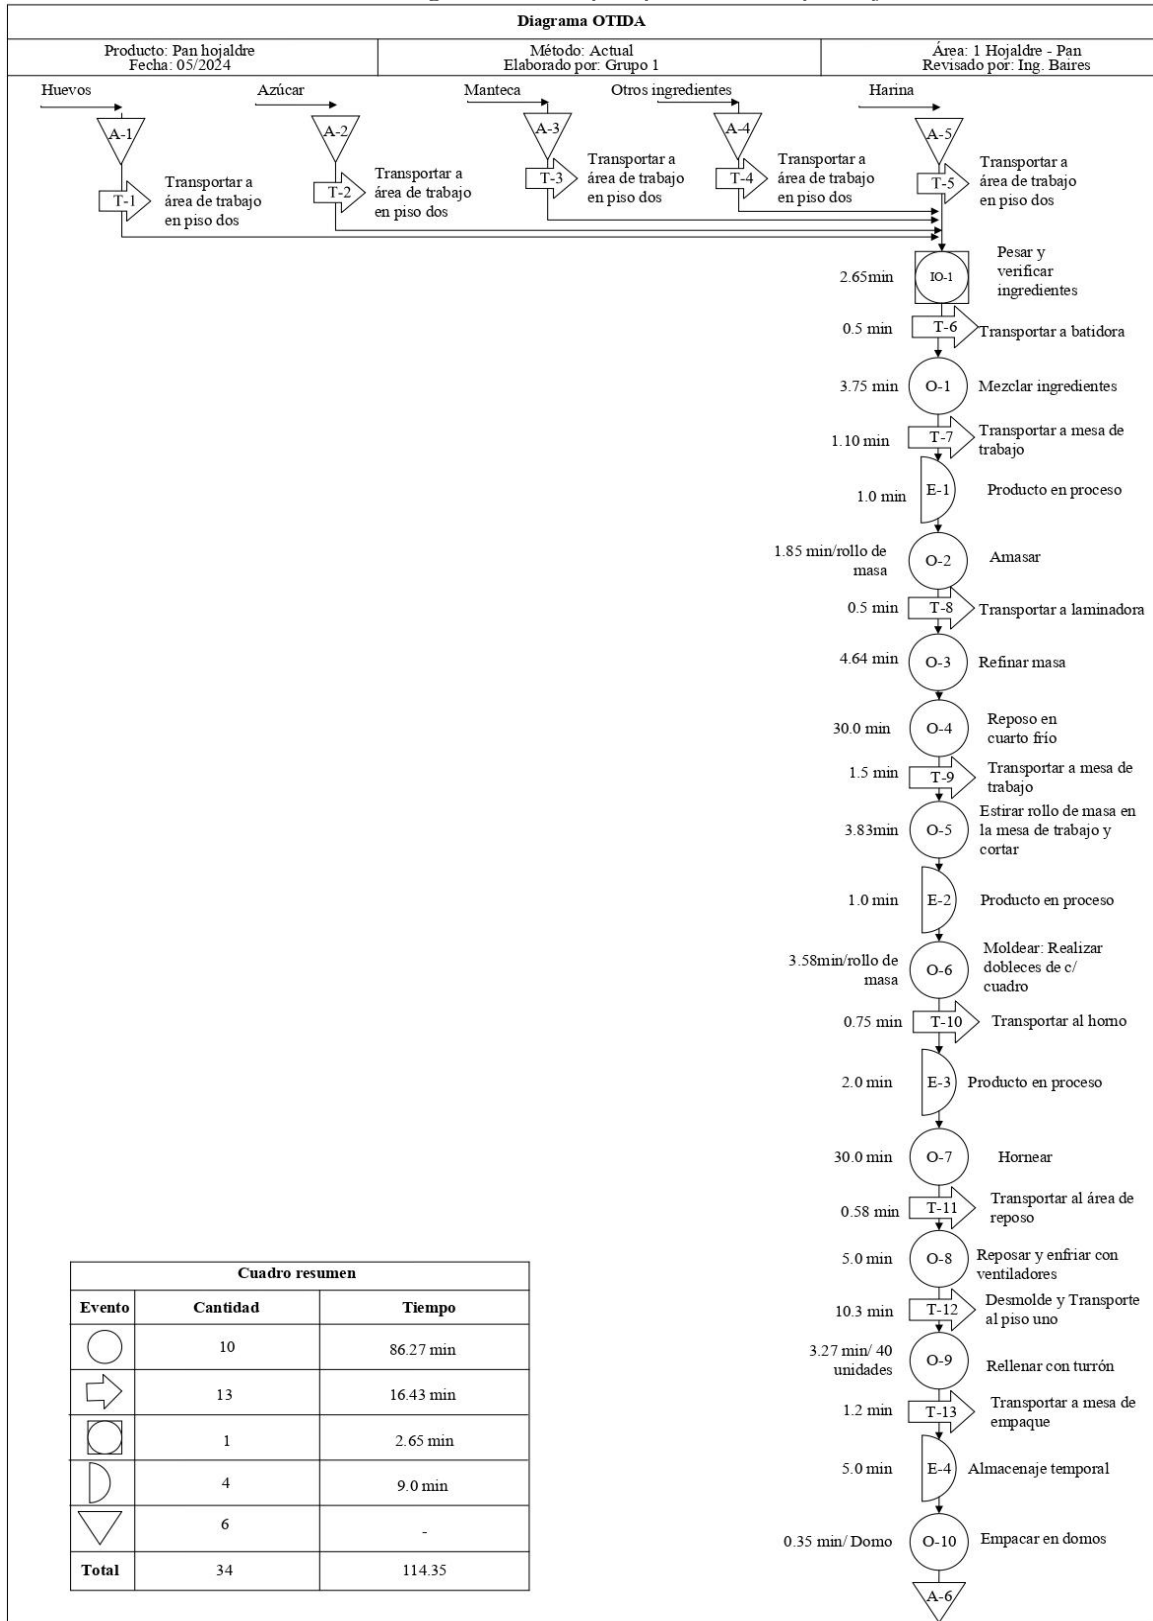 Diagrama OTIDA
Producto: Pan hojaldre
Fecha: 05/2024
Método: Actual
Elaborado por: Grupo 1
Área: 1 Hojaldre - Pan
Revisado por: Ing. Baires
Huevos
Azúcar
Manteca
Otros ingredientes
Harina
A-1
A-2
A-3
A-4
A-5
T-1
Transportar a
área de trabajo
en piso dos
T-2
Transportar a
área de trabajo
en piso dos
T-3
Transportar a
área de trabajo
en piso dos
T-4
Transportar a
área de trabajo
en piso dos
T-5
Transportar a
área de trabajo
en piso dos
2.65min
IO-1
Pesar y
verificar
ingredientes
0.5 min
T-6
Transportar a batidora
3.75 min
O-1
Mezclar ingredientes
1.10 min
T-7
Transportar a mesa de
trabajo
1.0 min
E-1
Producto en proceso
1.85 min/rollo de
masa
O-2
Amasar
0.5 min
T-8
Transportar a laminadora
4.64 min
O-3
Refinar masa
30.0 min
O-4
Reposo en
cuarto frío
1.5 min
T-9
Transportar a mesa de
trabajo
3.83min
O-5
Estirar rollo de masa en
la mesa de trabajo y
cortar
1.0 min
E-2
Producto en proceso
3.58min/rollo de
masa
O-6
Moldear: Realizar
dobleces de c/
cuadro
0.75 min
T-10
Transportar al horno
2.0 min
E-3
Producto en proceso
30.0 min
O-7
Hornear
0.58 min
T-11
Transportar al área de
reposo
5.0 min
O-8
Reposar y enfriar con
ventiladores
10.3 min
T-12
Desmolde y Transporte
al piso uno
3.27 min/ 40
unidades
O-9
Rellenar con turrón
1.2 min
T-13
Transportar a mesa de
empaque
5.0 min
E-4
Almacenaje temporal
0.35 min/ Domo
O-10
Empacar en domos
A-6
Cuadro resumen
Evento Cantidad Tiempo
10 86.27 min
13 16.43 min
1 2.65 min
4 9.0 min
6 -
Total 34 114.35